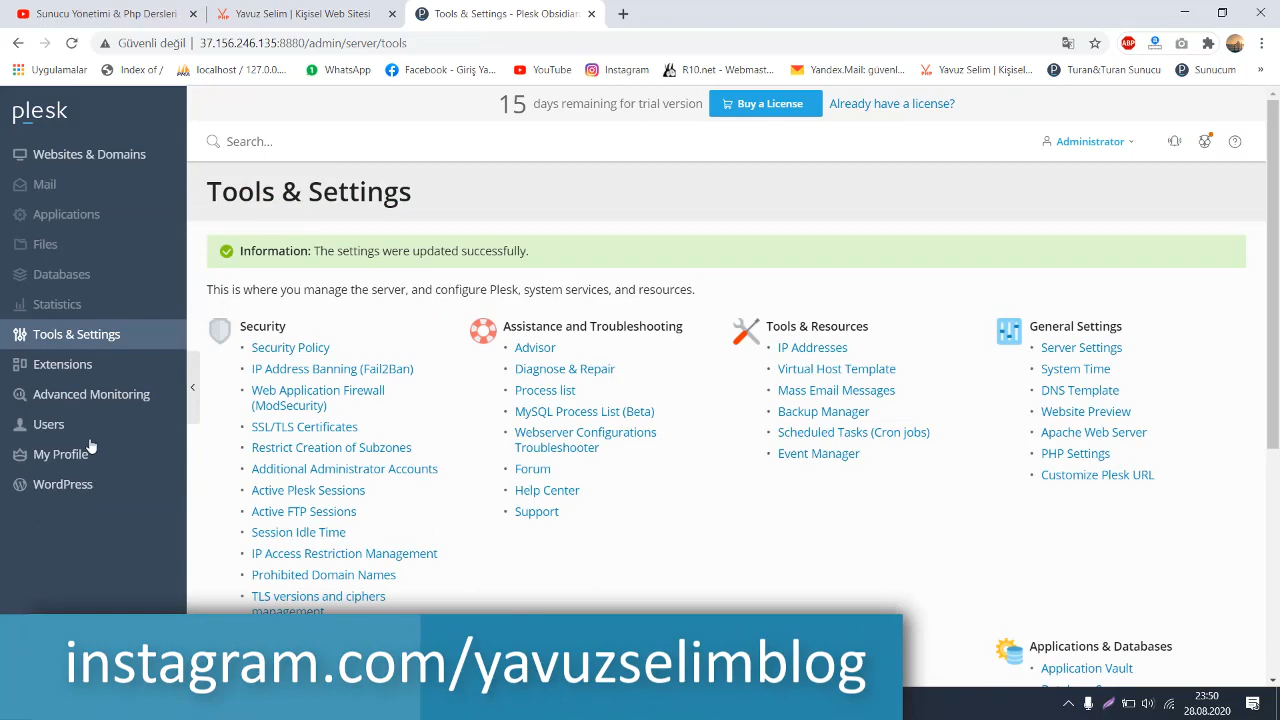 Sunucu Yönetimi & Php Dersleri
Yavuz Selim | Kişisel Web Sitesi
Tools & Settings - Plesk Obsidian
Güvenli değil
37.156.246.135:8880/admin/server/tools
Uygulamalar
Index of /
localhost / 127.0.0...
WhatsApp
Facebook - Giriş Ya...
YouTube
Instagram
R10.net - Webmast...
Yandex.Mail: güvenl...
Yavuz Selim | Kişisel...
Turan&Turan Sunuc...
Sunucum
plesk
15 days remaining for trial version
Buy a License
Already have a license?
Search...
Administrator
Websites & Domains
Mail
Applications
Files
Databases
Statistics
Tools & Settings
Extensions
Advanced Monitoring
Users
My Profile
WordPress
Tools & Settings
Information: The settings were updated successfully.
This is where you manage the server, and configure Plesk, system services, and resources.
Security
Security Policy
IP Address Banning (Fail2Ban)
Web Application Firewall
(ModSecurity)
SSL/TLS Certificates
Restrict Creation of Subzones
Additional Administrator Accounts
Active Plesk Sessions
Active FTP Sessions
Session Idle Time
IP Access Restriction Management
Prohibited Domain Names
TLS versions and ciphers
management
Assistance and Troubleshooting
Advisor
Diagnose & Repair
Process list
MySQL Process List (Beta)
Webserver Configurations
Troubleshooter
Forum
Help Center
Support
Tools & Resources
IP Addresses
Virtual Host Template
Mass Email Messages
Backup Manager
Scheduled Tasks (Cron jobs)
Event Manager
General Settings
Server Settings
System Time
DNS Template
Website Preview
Apache Web Server
PHP Settings
Customize Plesk URL
Applications & Databases
Application Vault
instagram.com/yavuzselimblog
23:50
28.08.2020